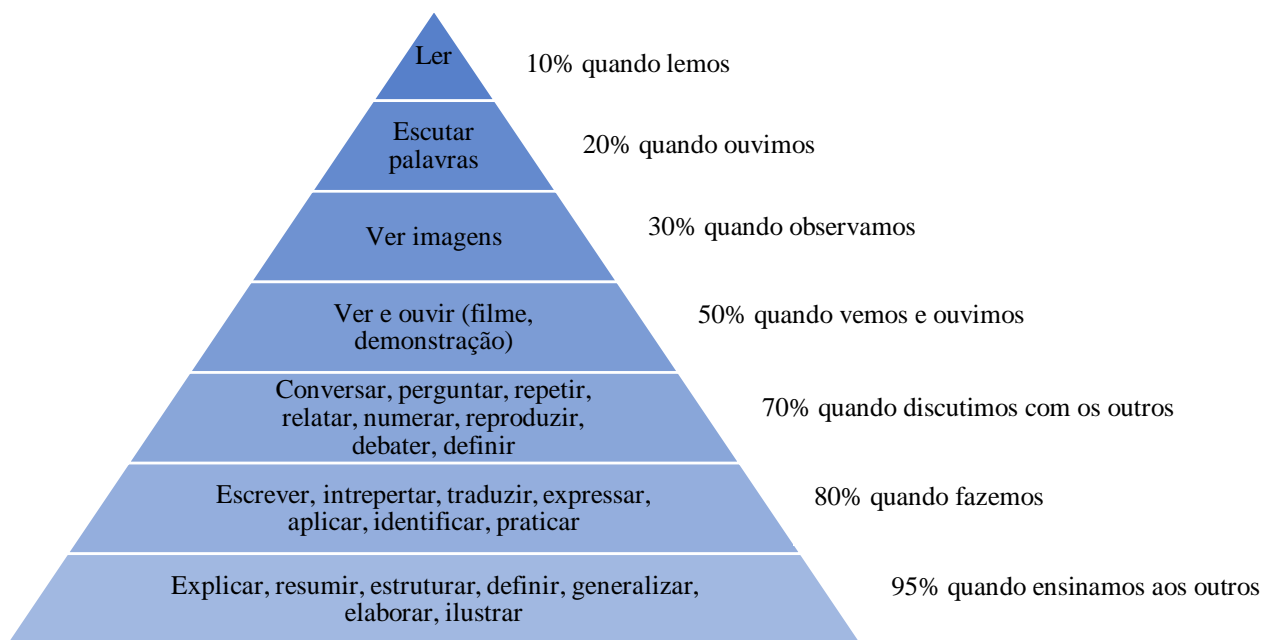 Ler
10% quando lemos
Escutar
palavras
20% quando ouvimos
Ver imagens
30% quando observamos
Ver e ouvir (filme,
demonstração)
50% quando vemos e ouvimos
Conversar, perguntar, repetir,
relatar, numerar, reproduzir,
debater, definir
70% quando discutimos com os outros
Escrever, intrepertar, traduzir, expressar,
aplicar, identificar, praticar
80% quando fazemos
Explicar, resumir, estruturar, definir, generalizar,
elaborar, ilustrar
95% quando ensinamos aos outros